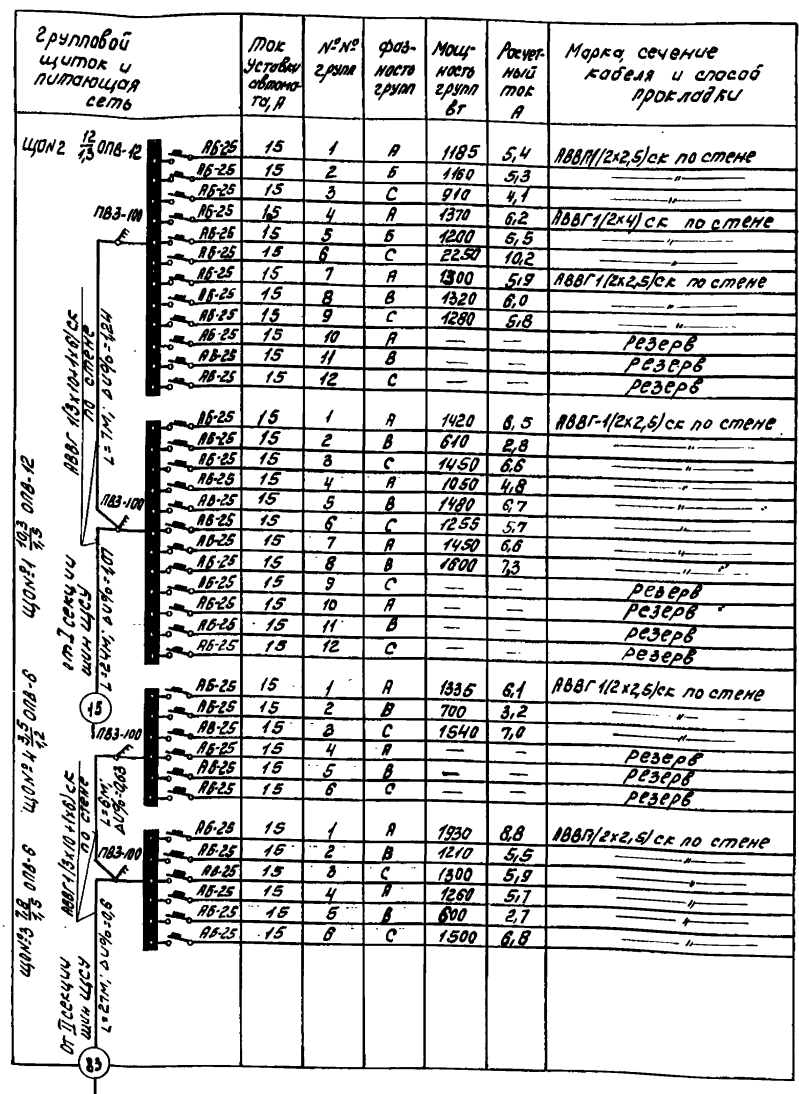 Групповой щиток и питающая сеть
Ток уставки автомата, А
№ № групп
Фазность групп
Мощность групп вт
Расчетный ток А
Марка, сечение кабеля и способ прокладки
ЩО№2 12/1,3 ОПВ-12
АБ-25 15 1 А 1185 5,4 АВВГ1/2х2,5/ск по стене
АБ-25 15 2 Б 1160 5,3 —〃—
АБ-25 15 3 С 910 4,1 —〃—
ПВЗ-100
АБ-25 15 4 А 1370 6,2 АВВГ1/2х4/ск по стене
АБ-25 15 5 Б 1200 5,5 —〃—
АБ-25 15 6 С 2250 10,2 —〃—
АБ-25 15 7 А 1300 5,9 АВВГ1/2х2,5/ск по стене
АБ-25 15 8 В 1320 6,0 —〃—
АБ-25 15 9 С 1280 5,8 —〃—
АБ-25 15 10 А — — резерв
АБ-25 15 11 В — — резерв
АВ-25 15 12 С — — резерв
АВВГ 1/3х10+1х6/ск
по стене
L=7м; ΔU%=1,24
ЩО№1 10,3/1,3 ОПВ-12
АБ-25 15 1 А 1420 6,5 АВВГ-1/2х2,5/ск по стене
АБ-25 15 2 В 610 2,8 —〃—
АБ-25 15 3 С 1450 6,6 —〃—
АБ-25 15 4 А 1050 4,8 —〃—
ПВЗ-100
АВ-25 15 5 В 1480 6,7 —〃—
АБ-25 15 6 С 1255 5,7 —〃—
АБ-25 15 7 А 1450 6,6 —〃—
АБ-25 15 8 В 1600 7,3 —〃—
АБ-25 15 9 С — — резерв
АБ-25 15 10 А — — резерв
АБ-25 15 11 В — — резерв
АБ-25 15 12 С — — резерв
от I секции
шин ЩСУ
L=24м; ΔU%=1,07
15
ЩО№4 3,5/1,2 ОПВ-6
АБ-25 15 1 А 1335 6,1 АВВГ 1/2х2,5/ск по стене
АБ-25 15 2 В 700 3,2 —〃—
ПВЗ-100
АВ-25 15 3 С 1540 7,0 —〃—
АБ-25 15 4 А — — резерв
АВ-25 15 5 В — — резерв
АБ-25 15 6 С — — резерв
АВВГ1/3х10+1х6/ск
по стене
L=6м;
ΔU%=0,63
ЩО№3 ОПВ-6
АБ-25 15 1 А 1930 8,8 АВВГ1/2х2,5/ск по стене
АБ-25 15 2 В 1210 5,5 —〃—
ПВЗ-100
АБ-25 15 3 С 1300 5,9 —〃—
АБ-25 15 4 А 1260 5,7 —〃—
АБ-25 15 5 В 600 2,7 —〃—
АБ-25 15 6 С 1500 6,8 —〃—
От II секции
шин ЩСУ
L=27м; ΔU%=0,6